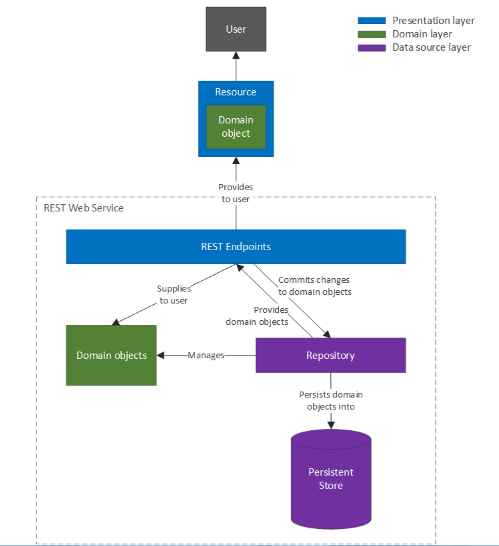 User
Presentation layer
Domain layer
Data source layer
Resource
Domain
object
Provides
to user
REST Web Service
REST Endpoints
Supplies
to user
Commits changes
to domain objects
Provides
domain objects
Domain objects
Manages
Repository
Persists domain
objects into
Persistent
Store